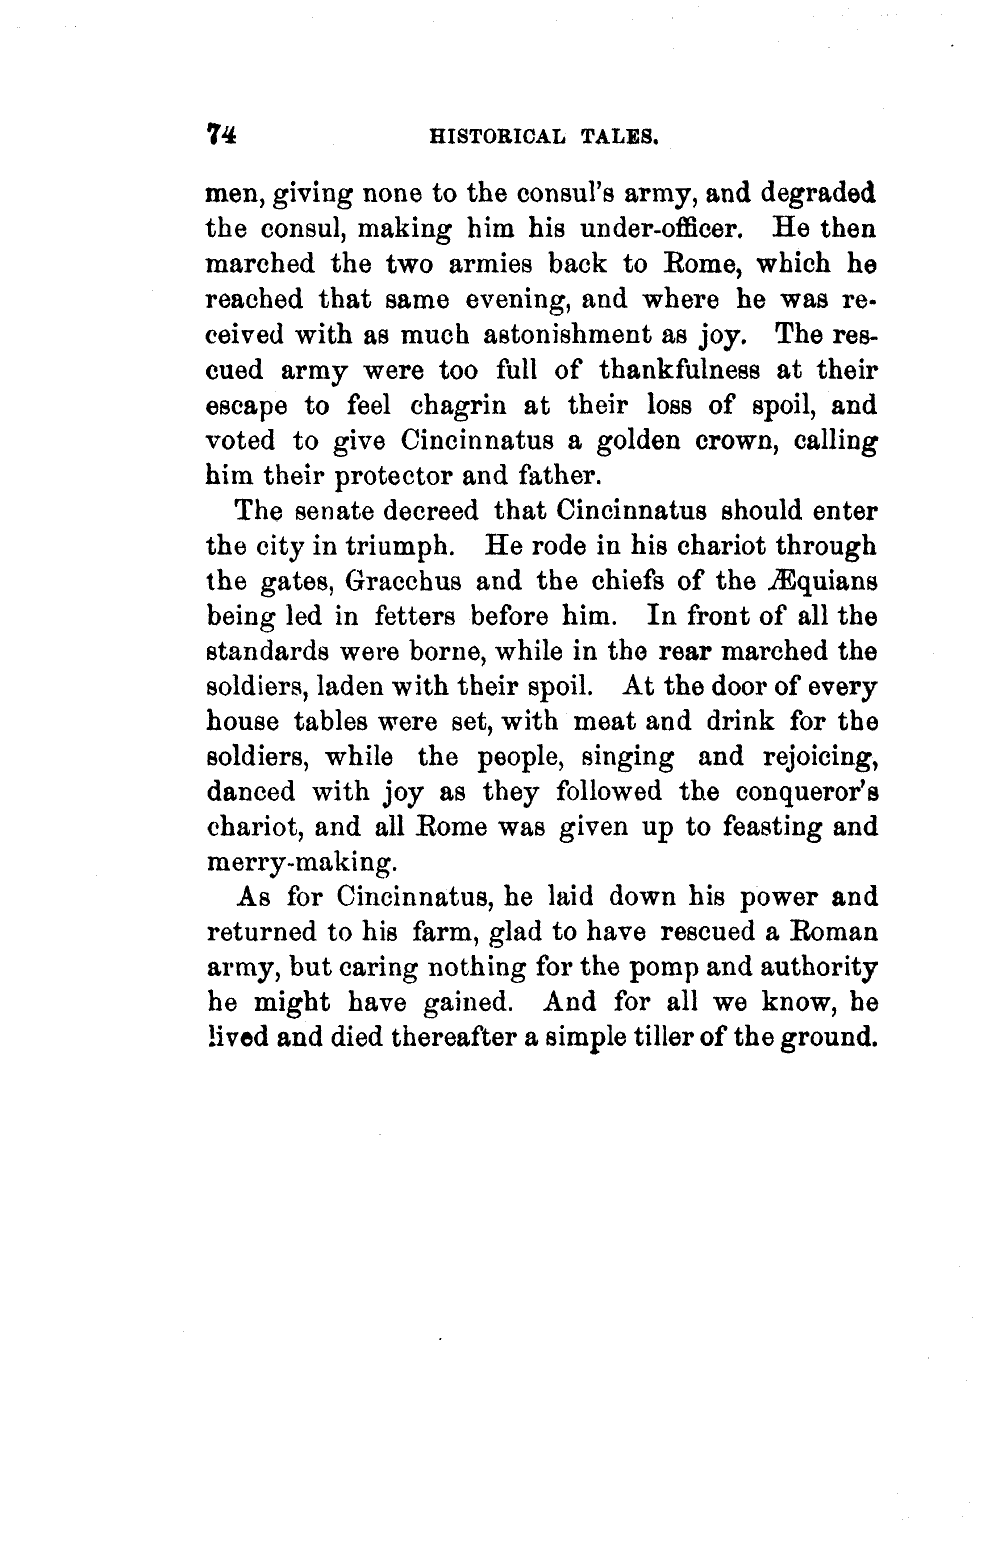 74 HISTORICAL TALES.
men, giving none to the consul's army, and degraded
the consul, making him his under-officer. He then
marched the two armies back to Rome, which he
reached that same evening, and where he was re-
ceived with as much astonishment as joy. The res-
cued army were too full of thankfulness at their
escape to feel chagrin at their loss of spoil, and
voted to give Cincinnatus a golden crown, calling
him their protector and father.
The senate decreed that Cincinnatus should enter
the city in triumph. He rode in his chariot through
the gates, Gracchus and the chiefs of the Æquians
being led in fetters before him. In front of all the
standards were borne, while in the rear marched the
soldiers, laden with their spoil. At the door of every
house tables were set, with meat and drink for the
soldiers, while the people, singing and rejoicing,
danced with joy as they followed the conqueror's
chariot, and all Rome was given up to feasting and
merry-making.
As for Cincinnatus, he laid down his power and
returned to his farm, glad to have rescued a Roman
army, but caring nothing for the pomp and authority
he might have gained. And for all we know, he
lived and died thereafter a simple tiller of the ground.